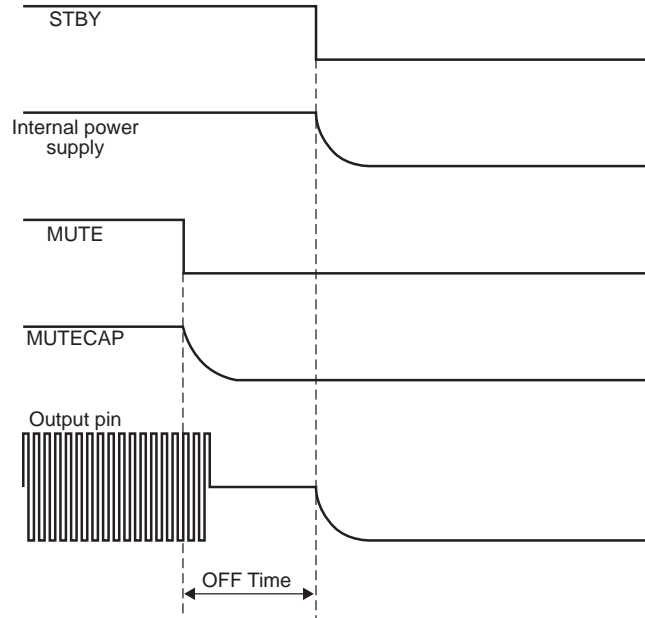 STBY
Internal power
supply
MUTE
MUTECAP
Output pin
OFF Time